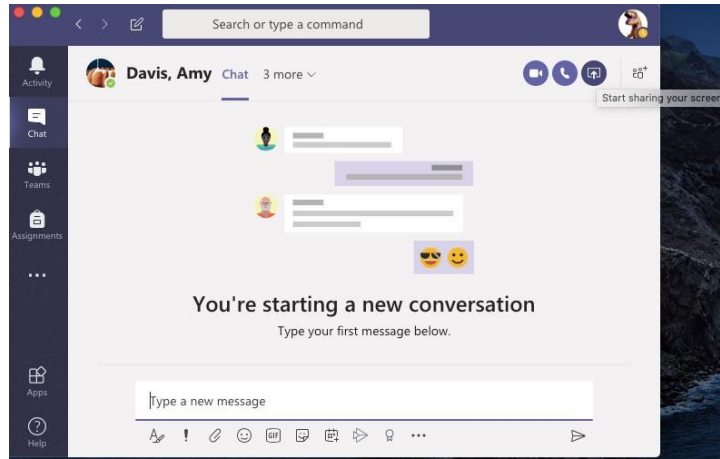 Search or type a command
Activity
Chat
Teams
Assignments
Apps
Help
Davis, Amy Chat 3 more
Start sharing your screen
You're starting a new conversation
Type your first message below.
Type a new message
GIF